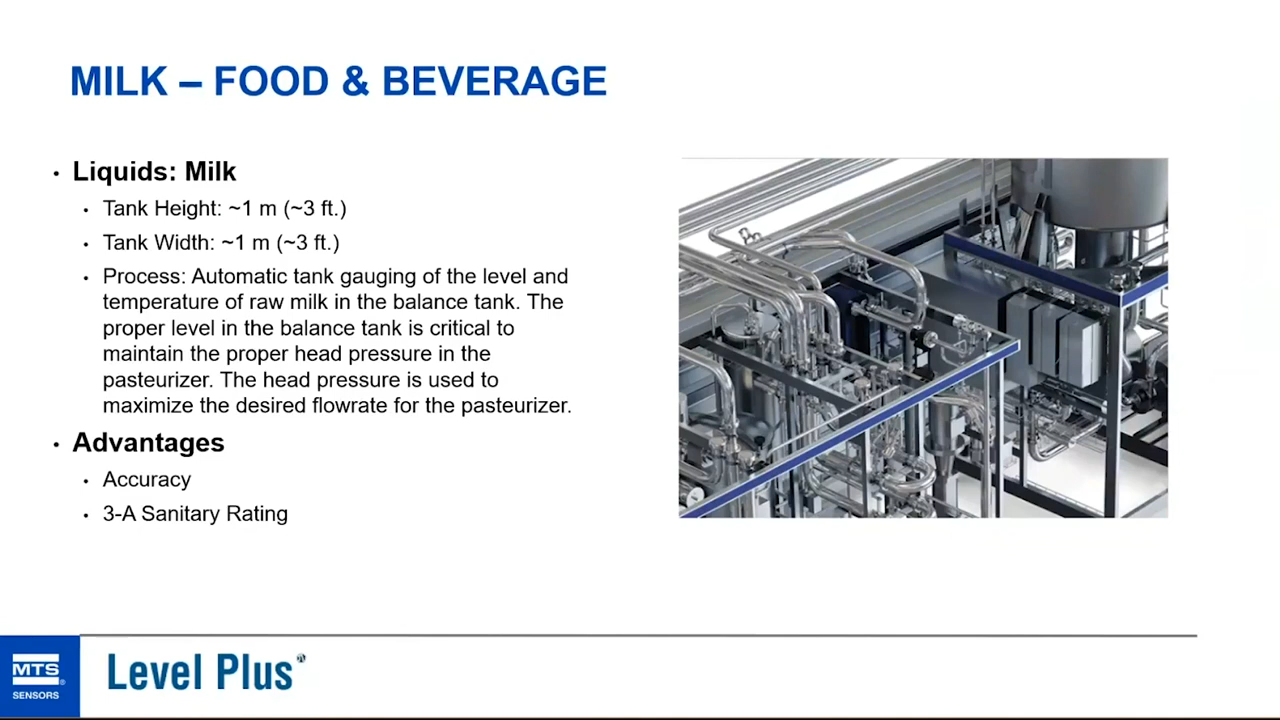 MILK – FOOD & BEVERAGE
• Liquids: Milk
• Tank Height: ~1 m (~3 ft.)
• Tank Width: ~1 m (~3 ft.)
• Process: Automatic tank gauging of the level and
temperature of raw milk in the balance tank. The
proper level in the balance tank is critical to
maintain the proper head pressure in the
pasteurizer. The head pressure is used to
maximize the desired flowrate for the pasteurizer.
• Advantages
• Accuracy
• 3-A Sanitary Rating
MTS
®
SENSORS
Level Plus®